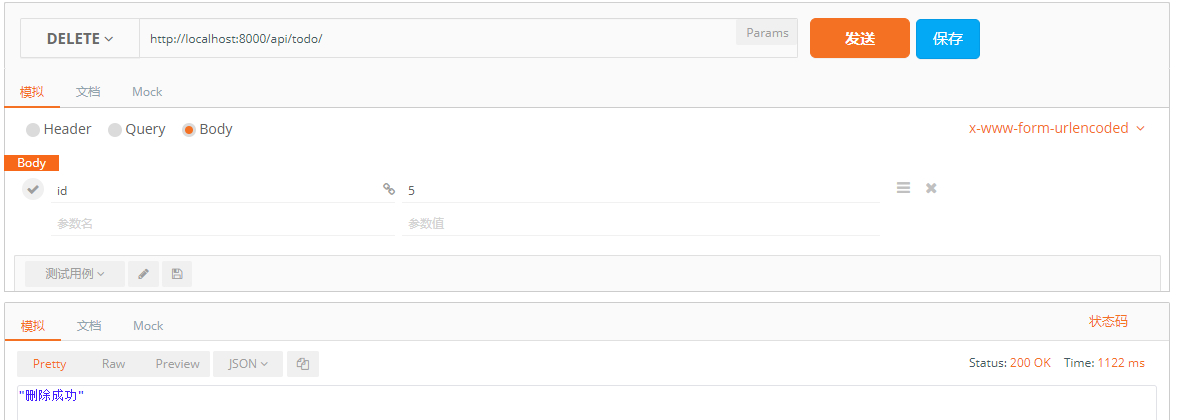 DELETE http://localhost:8000/api/todo/ Params 发送 保存
模拟 文档 Mock
Header Query Body x-www-form-urlencoded
Body
id 5
参数名 参数值
测试用例
模拟 文档 Mock 状态码
Pretty Raw Preview JSON Status: 200 OK Time: 1122 ms
"删除成功"